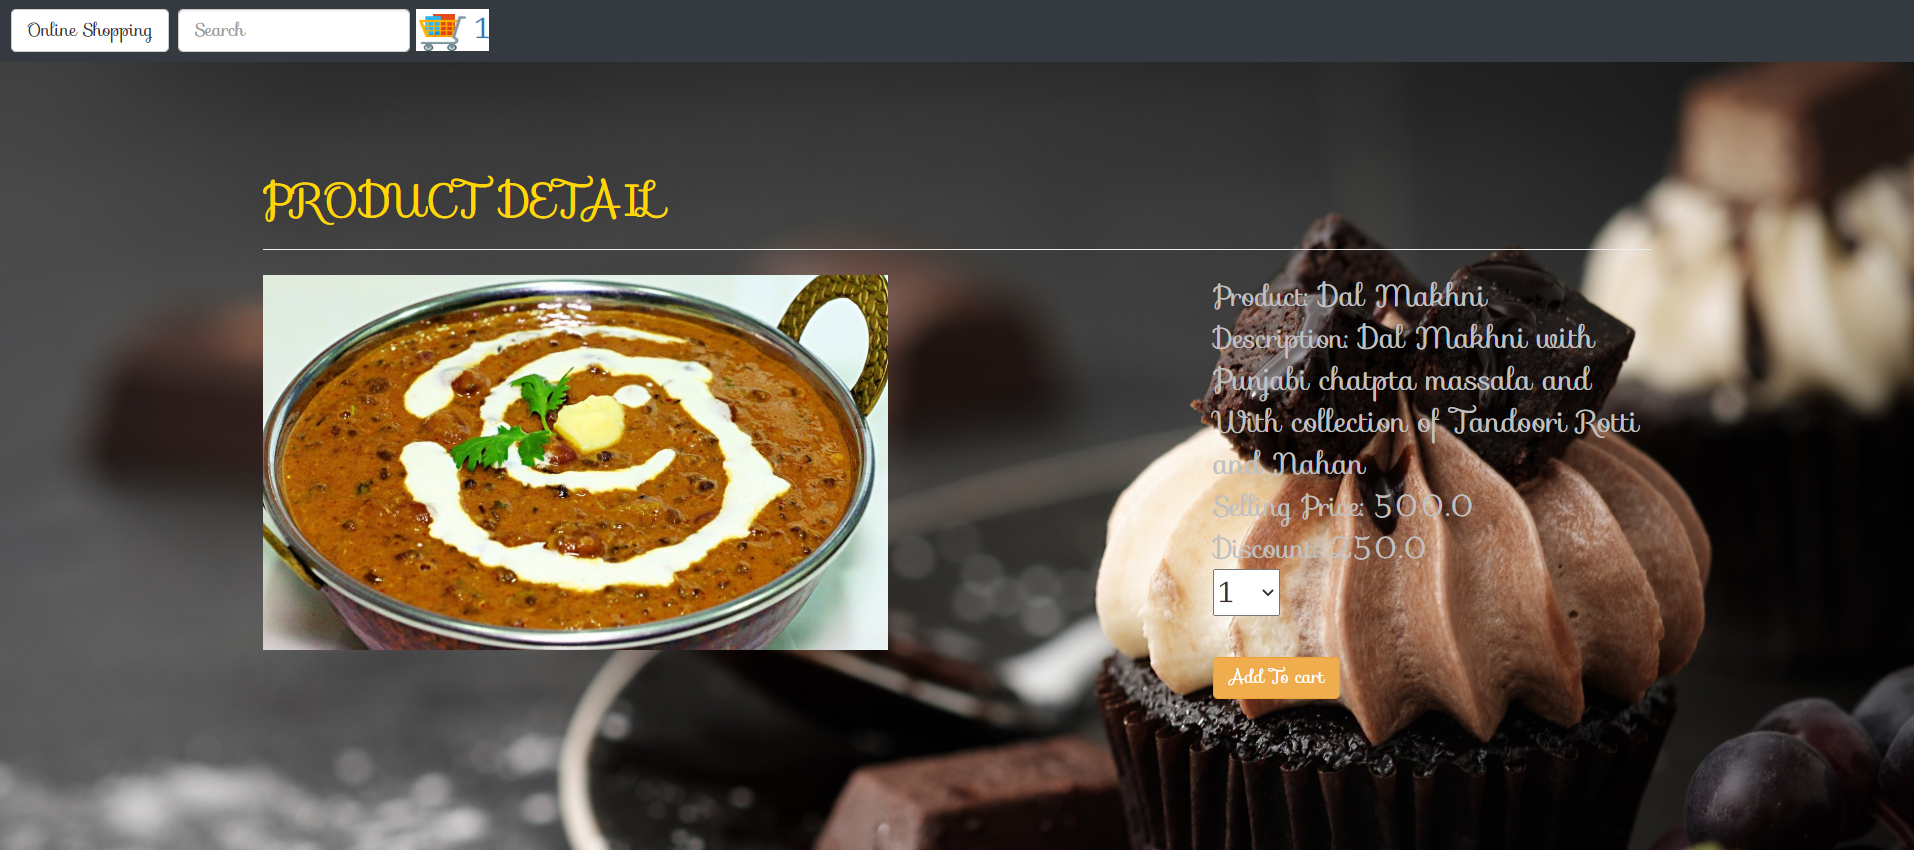 Online Shopping
Search
1
PRODUCT DETAIL
Product: Dal Makhni
Description: Dal Makhni with
Punjabi chatpta massala and
With collection of Tandoori Rotti
and Nahan
Selling Price: 500.0
Discount: 250.0
1
Add To cart